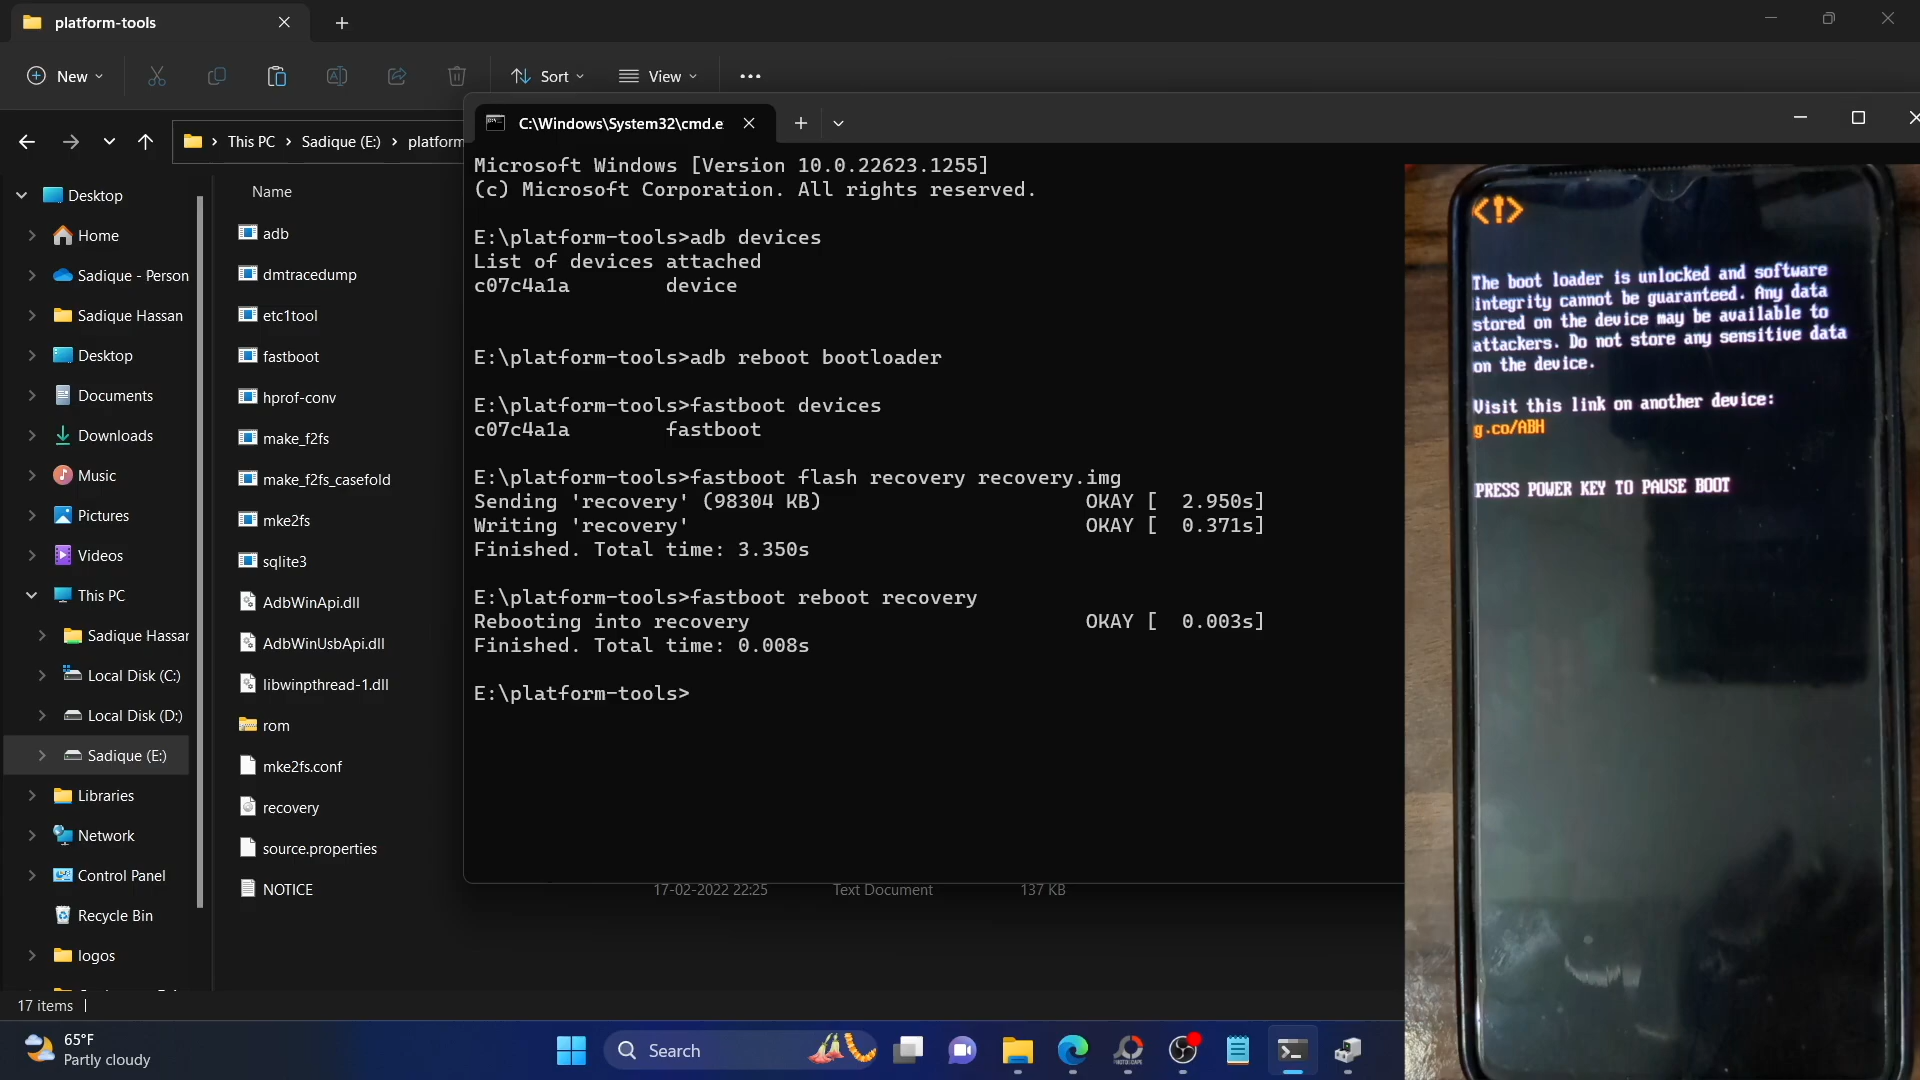 platform-tools
New
Sort
View
This PC
Sadique (E:)
platform
Desktop
Home
Sadique - Person
Sadique Hassan
Desktop
Documents
Downloads
Music
Pictures
Videos
This PC
Sadique Hassar
Local Disk (C:)
Local Disk (D:)
Sadique (E:)
Libraries
Network
Control Panel
Recycle Bin
logos
Name
adb
dmtracedump
etc1tool
fastboot
hprof-conv
make_f2fs
make_f2fs_casefold
mke2fs
sqlite3
AdbWinApi.dll
AdbWinUsbApi.dll
libwinpthread-1.dll
rom
mke2fs.conf
recovery
source.properties
NOTICE
17-02-2022 22:25 Text Document 137 KB
17 items
C:\Windows\System32\cmd.e
Microsoft Windows [Version 10.0.22623.1255]
(c) Microsoft Corporation. All rights reserved.
E:\platform-tools>adb devices
List of devices attached
c07c4a1a device
E:\platform-tools>adb reboot bootloader
E:\platform-tools>fastboot devices
c07c4a1a fastboot
E:\platform-tools>fastboot flash recovery recovery.img
Sending 'recovery' (98304 KB) OKAY [ 2.950s]
Writing 'recovery' OKAY [ 0.371s]
Finished. Total time: 3.350s
E:\platform-tools>fastboot reboot recovery
Rebooting into recovery OKAY [ 0.003s]
Finished. Total time: 0.008s
E:\platform-tools>
<!>
The boot loader is unlocked and software
integrity cannot be guaranteed. Any data
stored on the device may be available to
attackers. Do not store any sensitive data
on the device.
Visit this link on another device:
g.co/ABH
PRESS POWER KEY TO PAUSE BOOT
65°F
Partly cloudy
Search